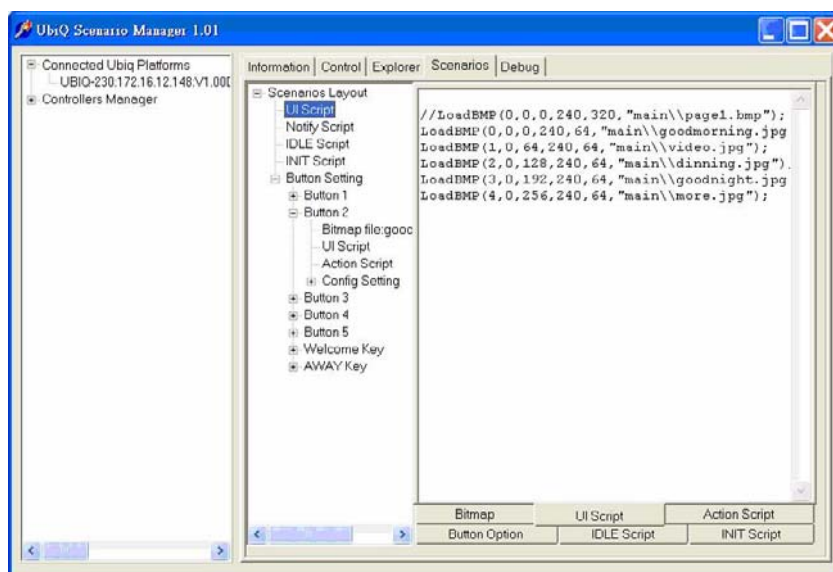 UbiQ Scenario Manager 1.01
Connected Ubiq Platforms
UBIQ-230:172.16.12.148:V1.00[
Controllers Manager
Information
Control
Explorer
Scenarios
Debug
Scenarios Layout
UI Script
Notify Script
IDLE Script
INIT Script
Button Setting
Button 1
Button 2
Bitmap file:gooc
UI Script
Action Script
Config Setting
Button 3
Button 4
Button 5
Welcome Key
AWAY Key
//LoadBMP(0,0,0,240,320,"main\\page1.bmp");
LoadBMP(0,0,0,240,64,"main\\goodmorning.jpg
LoadBMP(1,0,64,240,64,"main\\video.jpg");
LoadBMP(2,0,128,240,64,"main\\dinning.jpg").
LoadBMP(3,0,192,240,64,"main\\goodnight.jpg
LoadBMP(4,0,256,240,64,"main\\more.jpg");
Bitmap
UI Script
Action Script
Button Option
IDLE Script
INIT Script